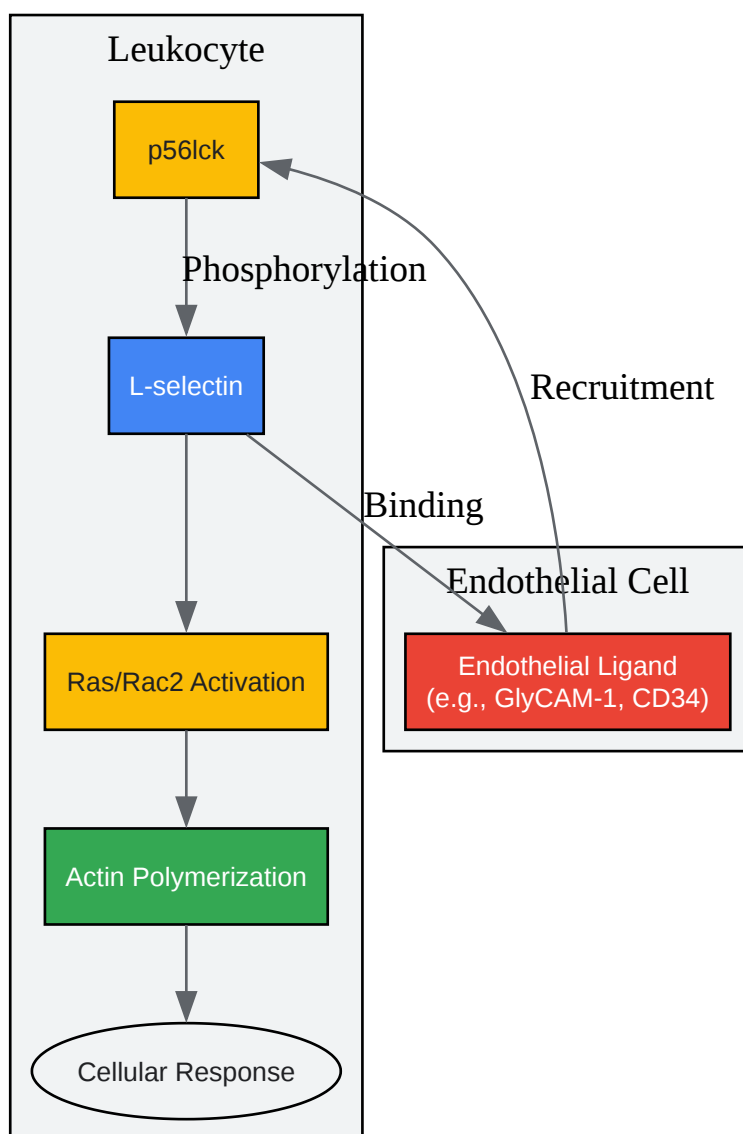 Leukocyte
p56lck
Phosphorylation
L-selectin
Recruitment
Binding
Endothelial Cell
Endothelial Ligand
(e.g., GlyCAM-1, CD34)
Ras/Rac2 Activation
Actin Polymerization
Cellular Response